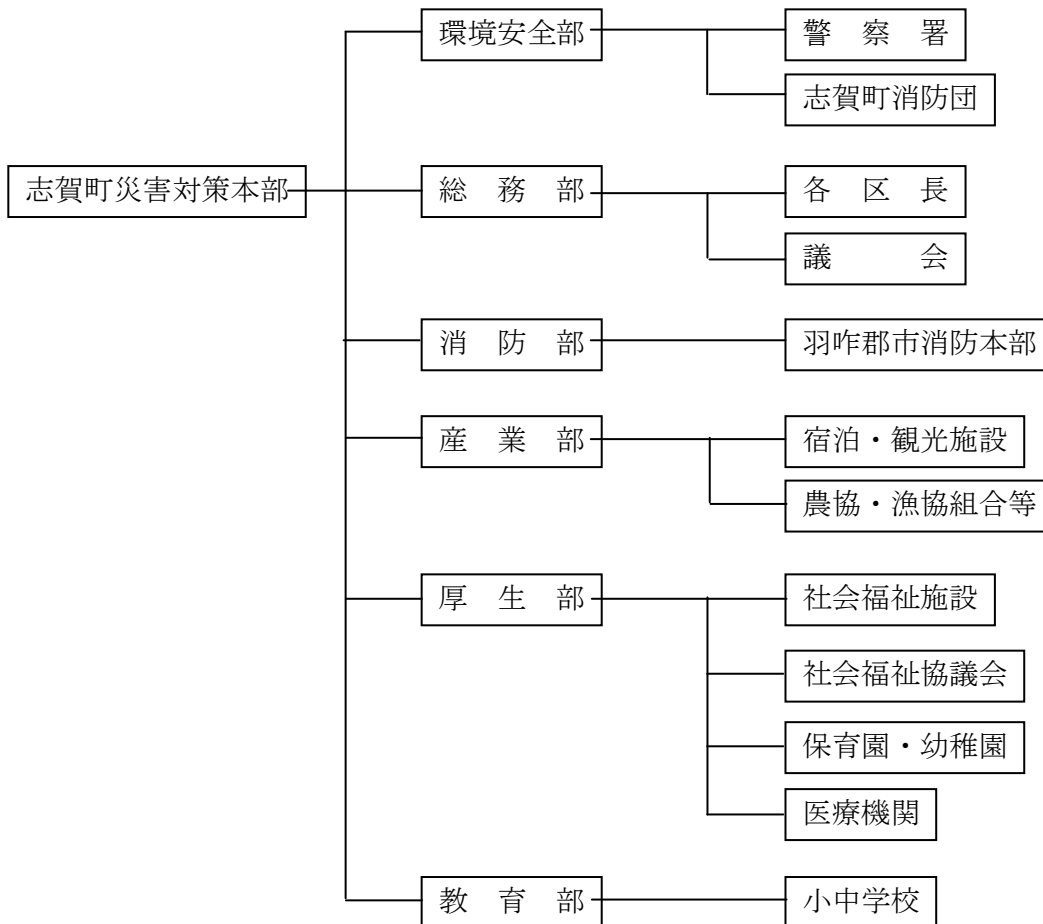 環境安全部
警察署
志賀町消防団
志賀町災害対策本部
総務部
各区長
議会
消防部
羽咋郡市消防本部
産業部
宿泊・観光施設
農協・漁協組合等
厚生部
社会福祉施設
社会福祉協議会
保育園・幼稚園
医療機関
教育部
小中学校